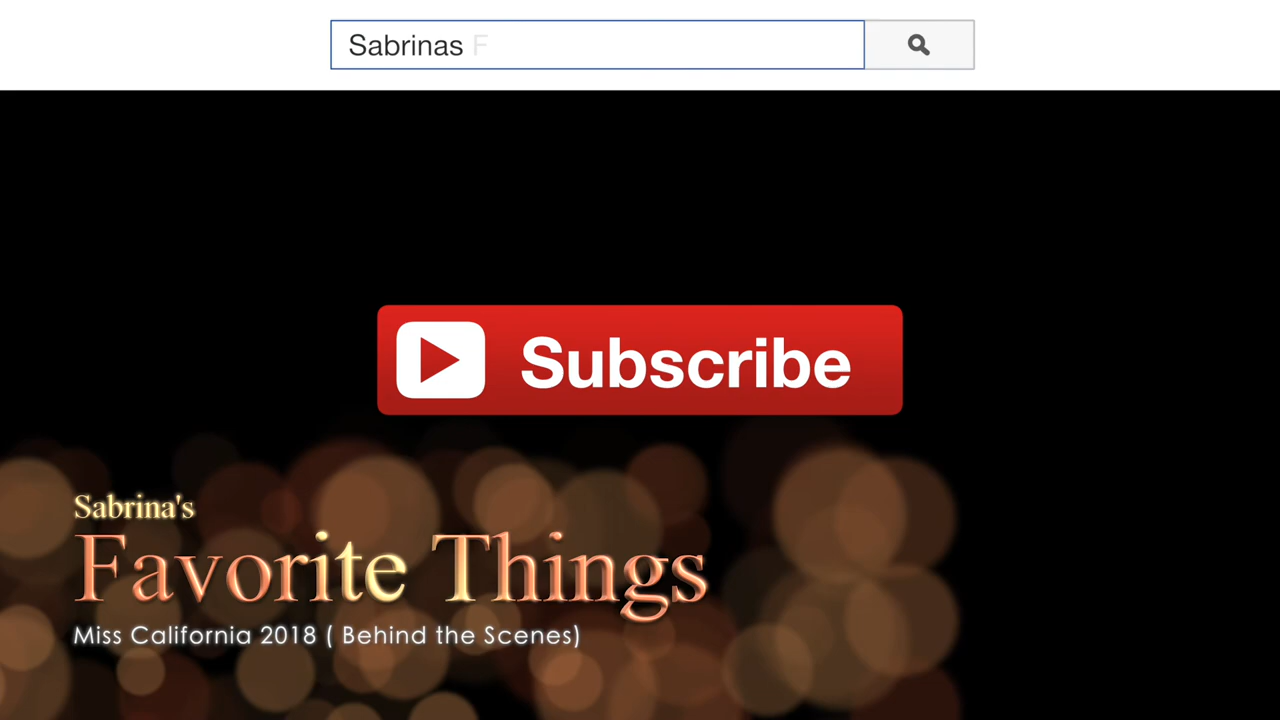 Sabrinas F
Subscribe
Sabrina's
Favorite Things
Miss California 2018 ( Behind the Scenes)